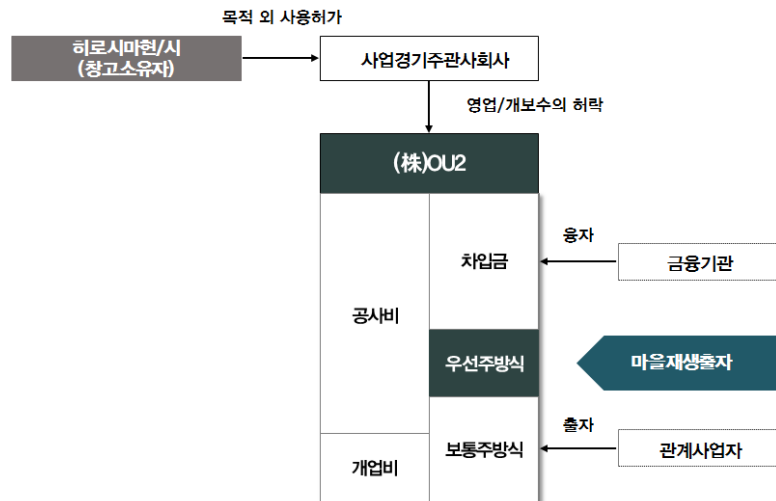 목적 외 사용허가
히로시마현/시
(창고소유자)
사업경기주관사회사
영업/개보수의 허락
(株)OU2
공사비
개업비
차입금
우선주방식
보통주방식
융자
금융기관
마을재생출자
출자
관계사업자